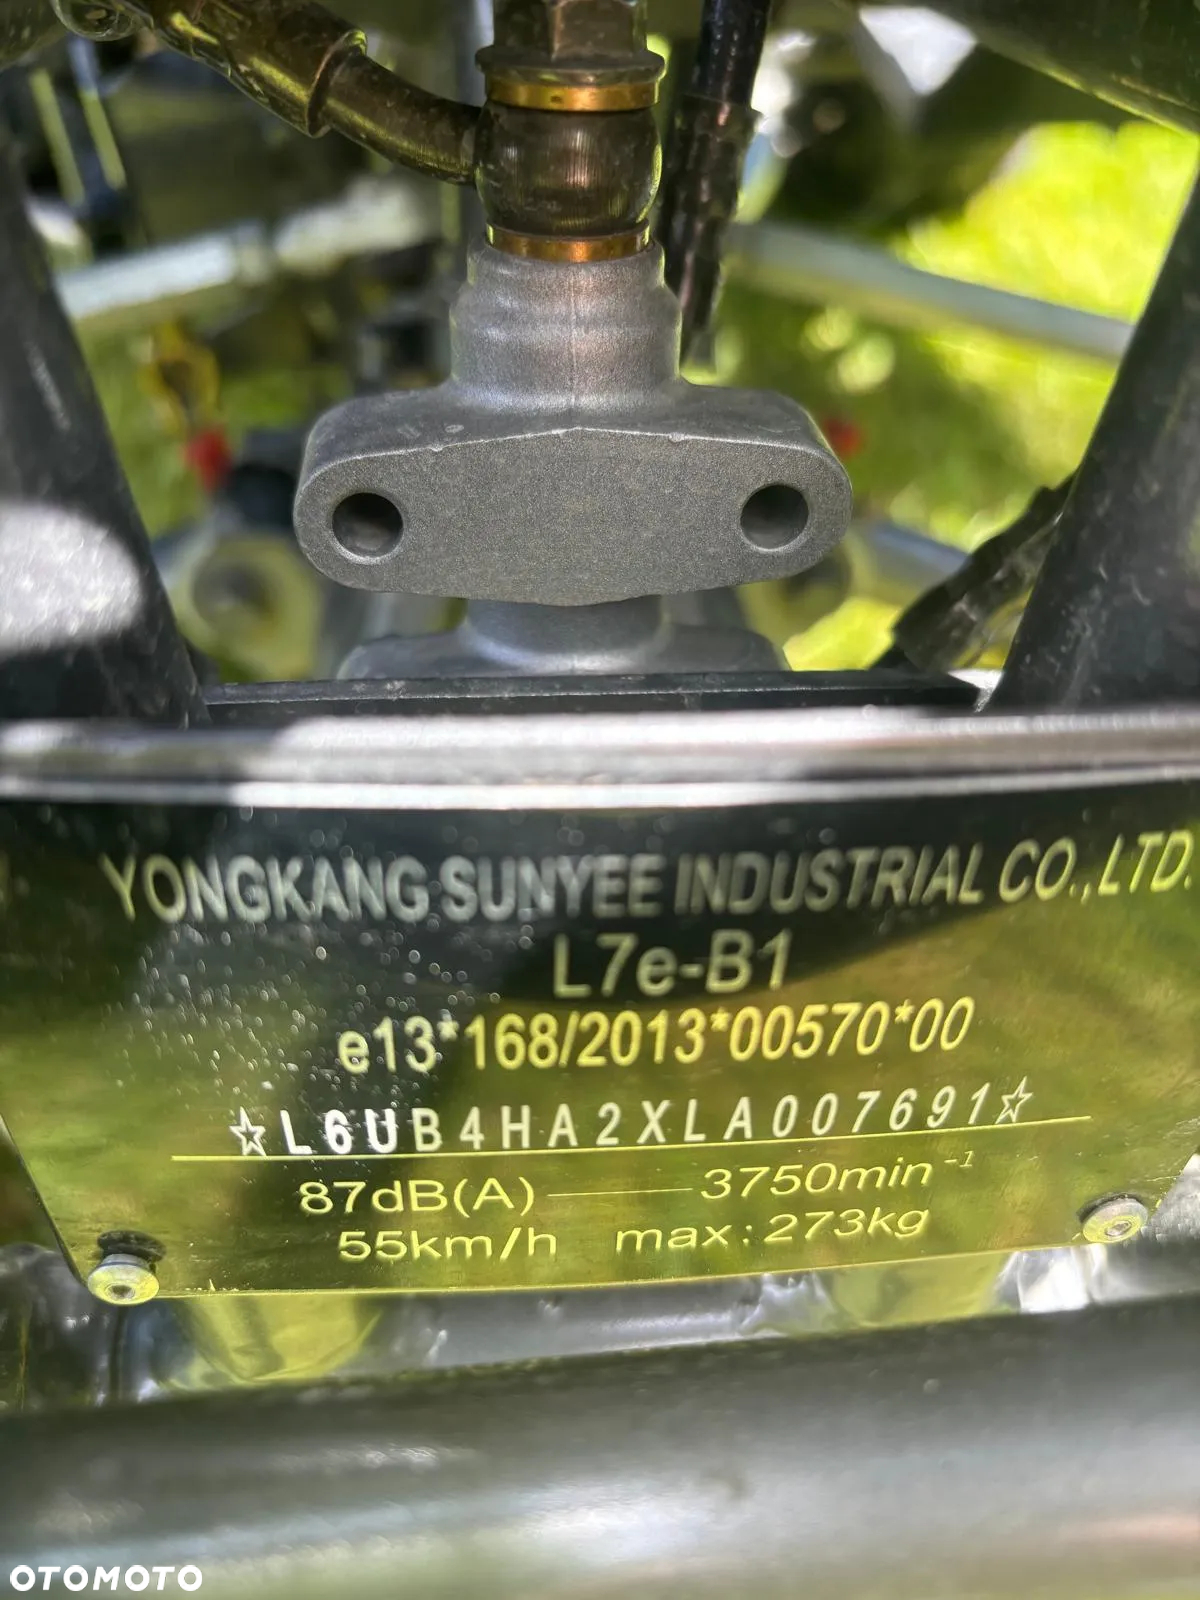 YONGKANG SUNYEE INDUSTRIAL CO.,LTD.
L7e-B1
e13*168/2013*00570*00
☆L6UB4HA2XLA007691☆
87dB(A)——3750min⁻¹
55km/h max:273kg
OTOMOTO